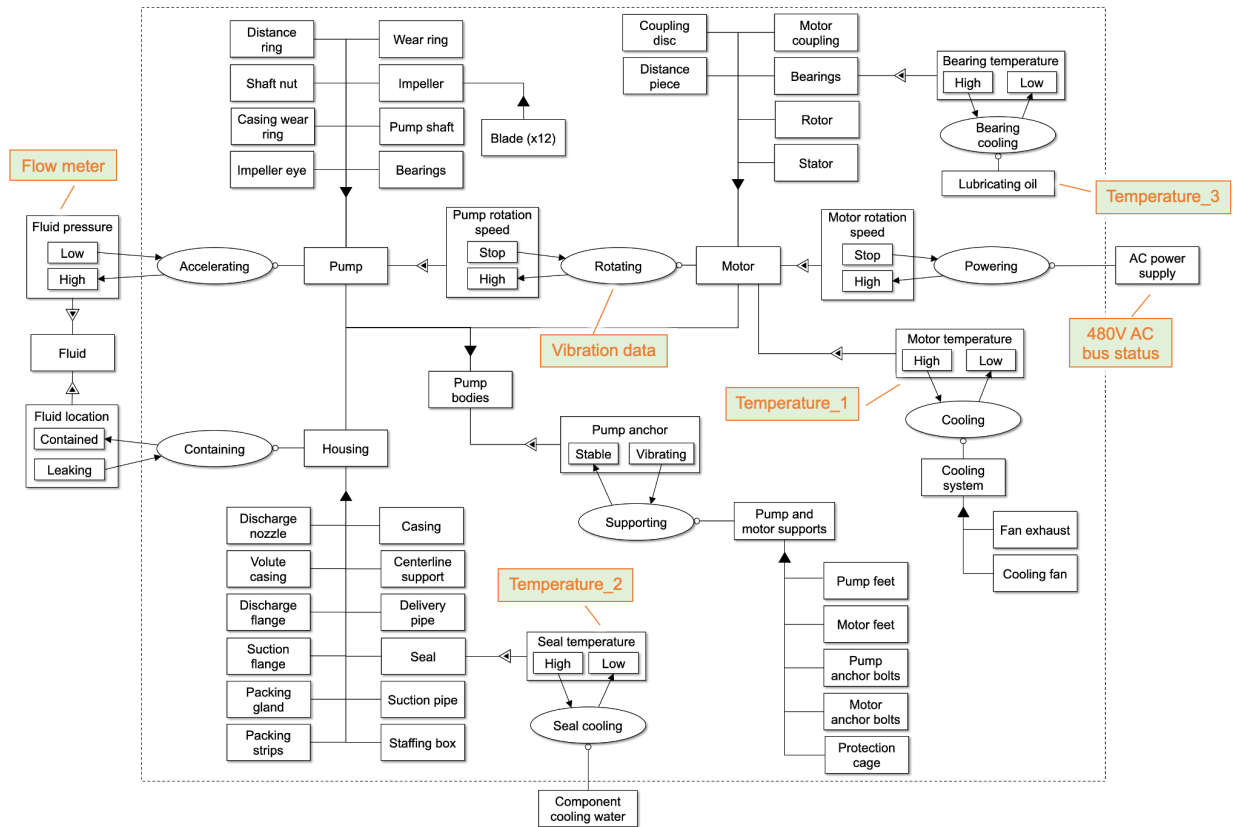 Distance
ring
Wear ring
Shaft nut
Impeller
Casing wear
ring
Pump shaft
Impeller eye
Bearings
Blade (x12)
Coupling
disc
Motor
coupling
Distance
piece
Bearings
Rotor
Stator
Bearing temperature
High
Low
Bearing
cooling
Lubricating oil
Temperature_3
Flow meter
Fluid pressure
Low
High
Accelerating
Pump
Pump rotation
speed
Stop
High
Rotating
Motor
Motor rotation
speed
Stop
High
Powering
AC power
supply
480V AC
bus status
Vibration data
Fluid
Fluid location
Contained
Leaking
Containing
Housing
Pump
bodies
Motor temperature
High
Low
Temperature_1
Cooling
Cooling
system
Fan exhaust
Cooling fan
Pump anchor
Stable
Vibrating
Supporting
Pump and
motor supports
Pump feet
Motor feet
Pump
anchor bolts
Motor
anchor bolts
Protection
cage
Discharge
nozzle
Casing
Volute
casing
Centerline
support
Discharge
flange
Delivery
pipe
Suction
flange
Seal
Packing
gland
Suction pipe
Packing
strips
Staffing box
Temperature_2
Seal temperature
High
Low
Seal cooling
Component
cooling water